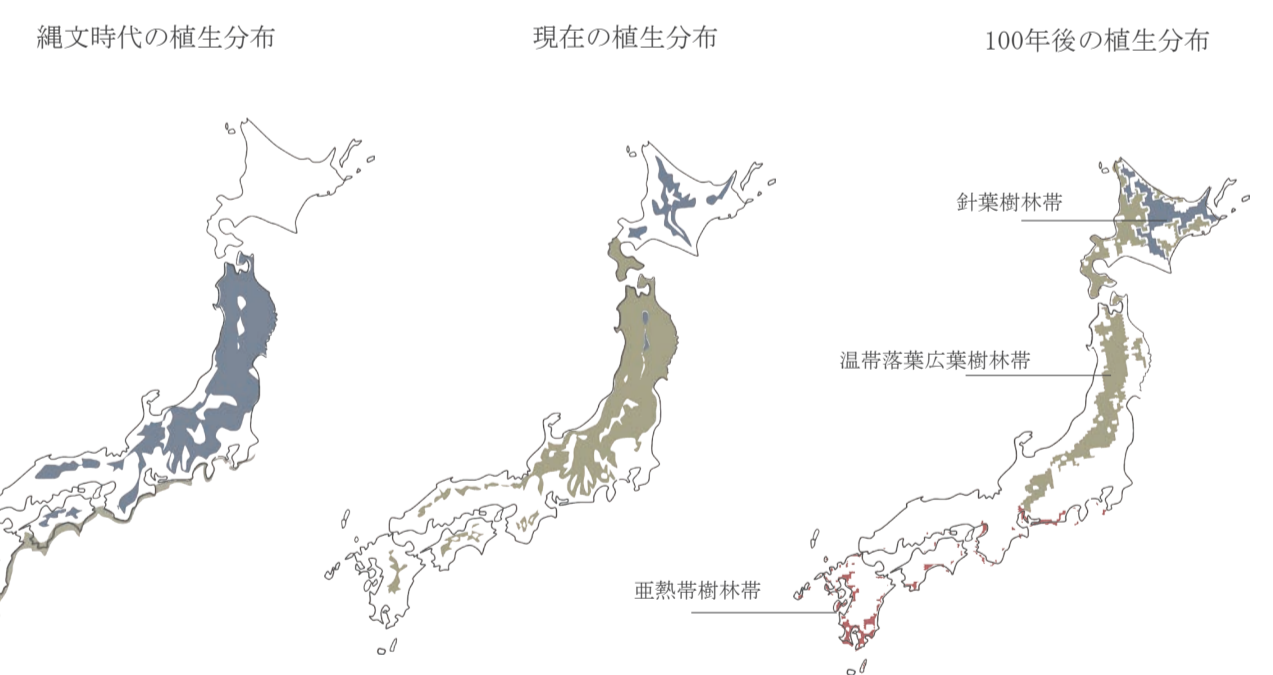 縄文時代の植生分布
現在の植生分布
100年後の植生分布
針葉樹林帯
温帯落葉広葉樹林帯
亜熱帯樹林帯